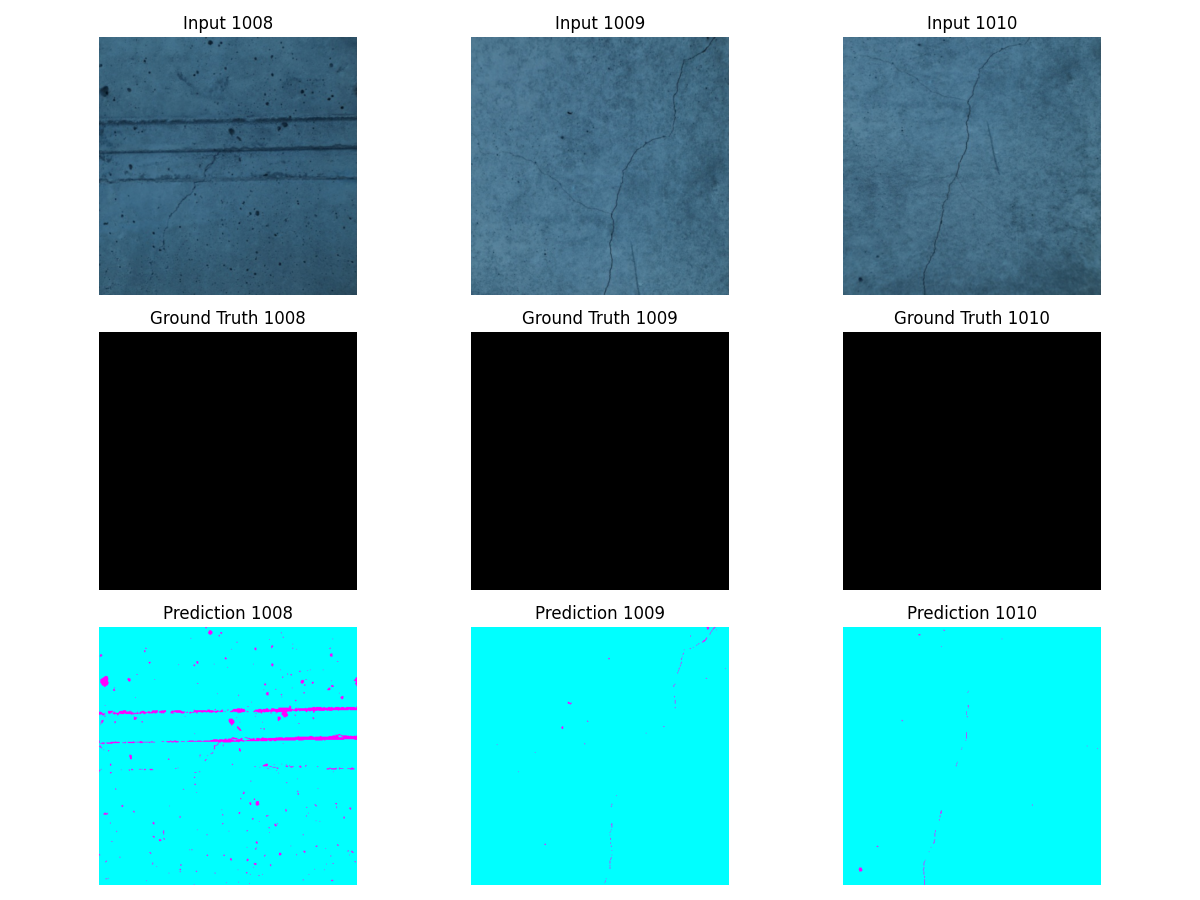 Input 1008
Input 1009
Input 1010
Ground Truth 1008
Ground Truth 1009
Ground Truth 1010
Prediction 1008
Prediction 1009
Prediction 1010